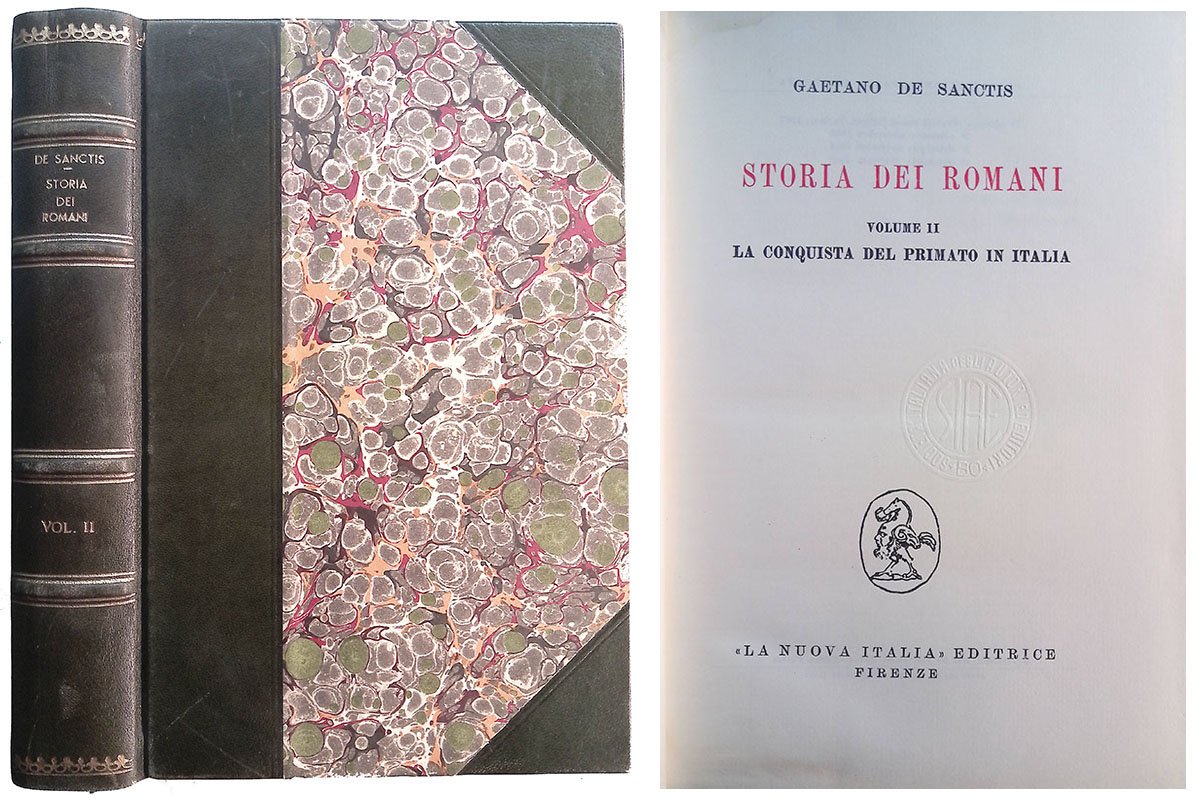 DE SANCTIS
STORIA
DEI
ROMANI
VOL. II
GAETANO DE SANCTIS
STORIA DEI ROMANI
VOLUME II
LA CONQUISTA DEL PRIMATO IN ITALIA
SIAE
«LA NUOVA ITALIA» EDITRICE
FIRENZE